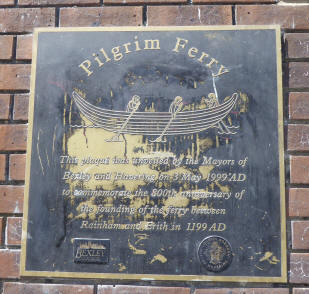 Pilgrim Ferry
This plaque was unveiled by the Mayors of
Bexley and Havering on 3 May 1999 AD
to commemorate the 800th anniversary of
the founding of the ferry between
Rainham and Erith in 1199 AD
BEXLEY